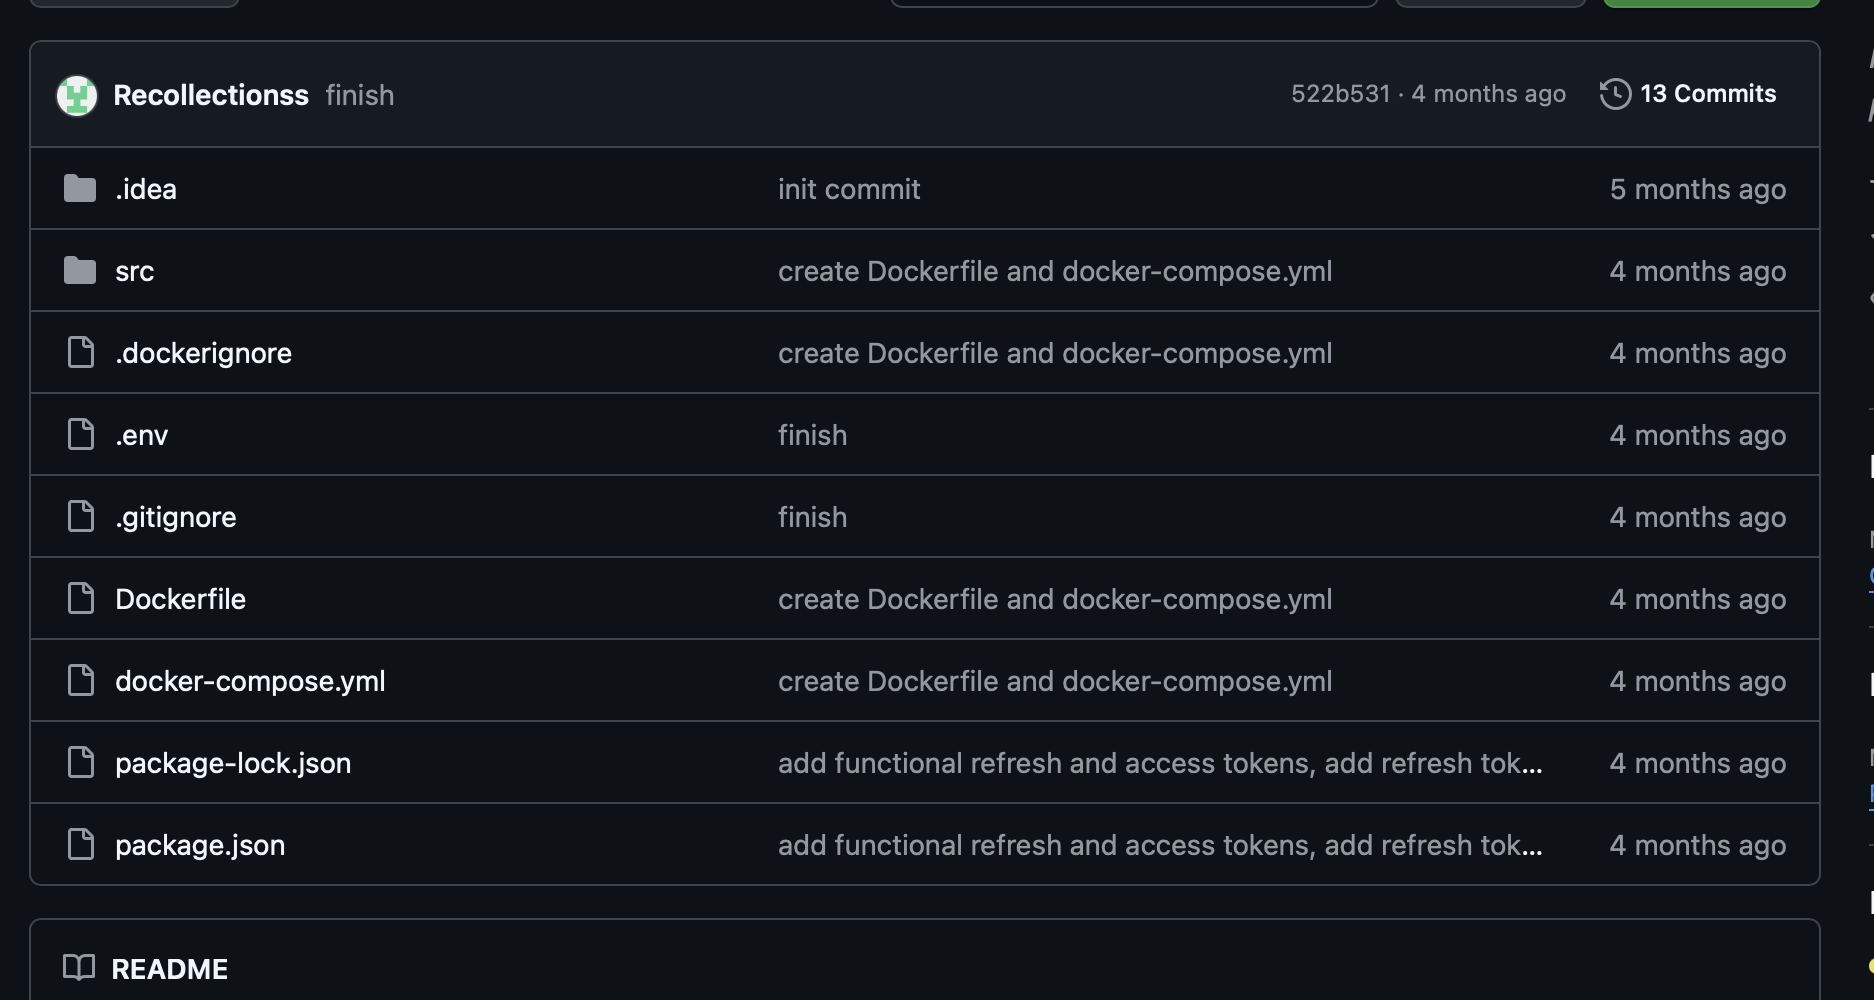 Recollectionss finish 522b531 · 4 months ago 13 Commits
.idea init commit 5 months ago
src create Dockerfile and docker-compose.yml 4 months ago
.dockerignore create Dockerfile and docker-compose.yml 4 months ago
.env finish 4 months ago
.gitignore finish 4 months ago
Dockerfile create Dockerfile and docker-compose.yml 4 months ago
docker-compose.yml create Dockerfile and docker-compose.yml 4 months ago
package-lock.json add functional refresh and access tokens, add refresh tok... 4 months ago
package.json add functional refresh and access tokens, add refresh tok... 4 months ago
README